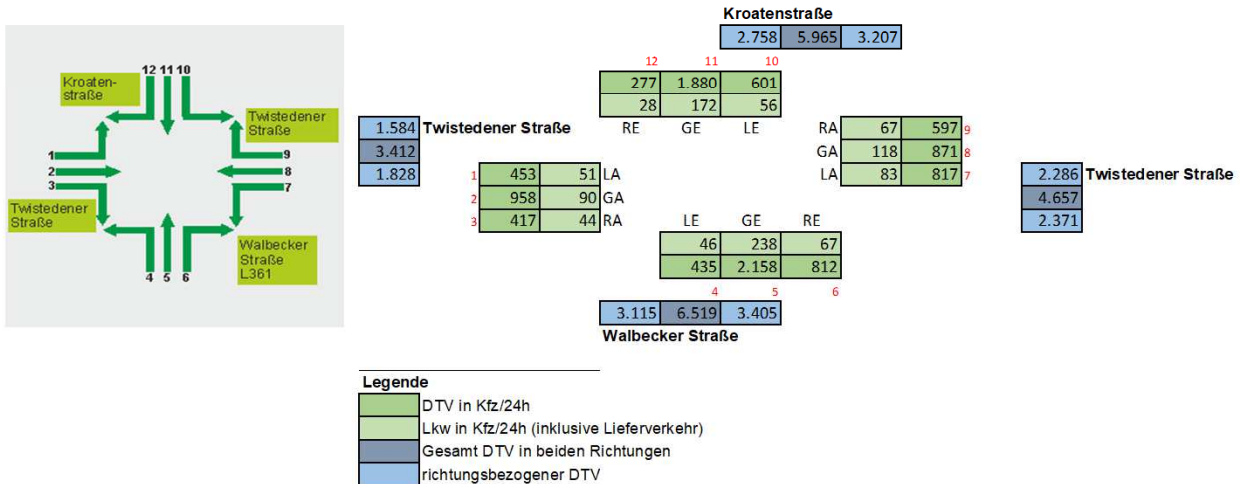 Kroatenstraße
2.758 5.965 3.207
12 11 10
12 11 10
Kroaten-
straße
277 1.880 601
28 172 56
RE GE LE
Twistedener
Straße
1
2
3
9
8
7
Twistedener
Straße
Walbecker
Straße
L361
4 5 6
1.584 Twistedener Straße
3.412
1.828
RA 67 597 9
GA 118 871 8
LA 83 817 7
1 453 51 LA
2 958 90 GA
3 417 44 RA
2.286 Twistedener Straße
4.657
2.371
LE GE RE
46 238 67
435 2.158 812
4 5 6
3.115 6.519 3.405
Walbecker Straße
Legende
DTV in Kfz/24h
Lkw in Kfz/24h (inklusive Lieferverkehr)
Gesamt DTV in beiden Richtungen
richtungsbezogener DTV